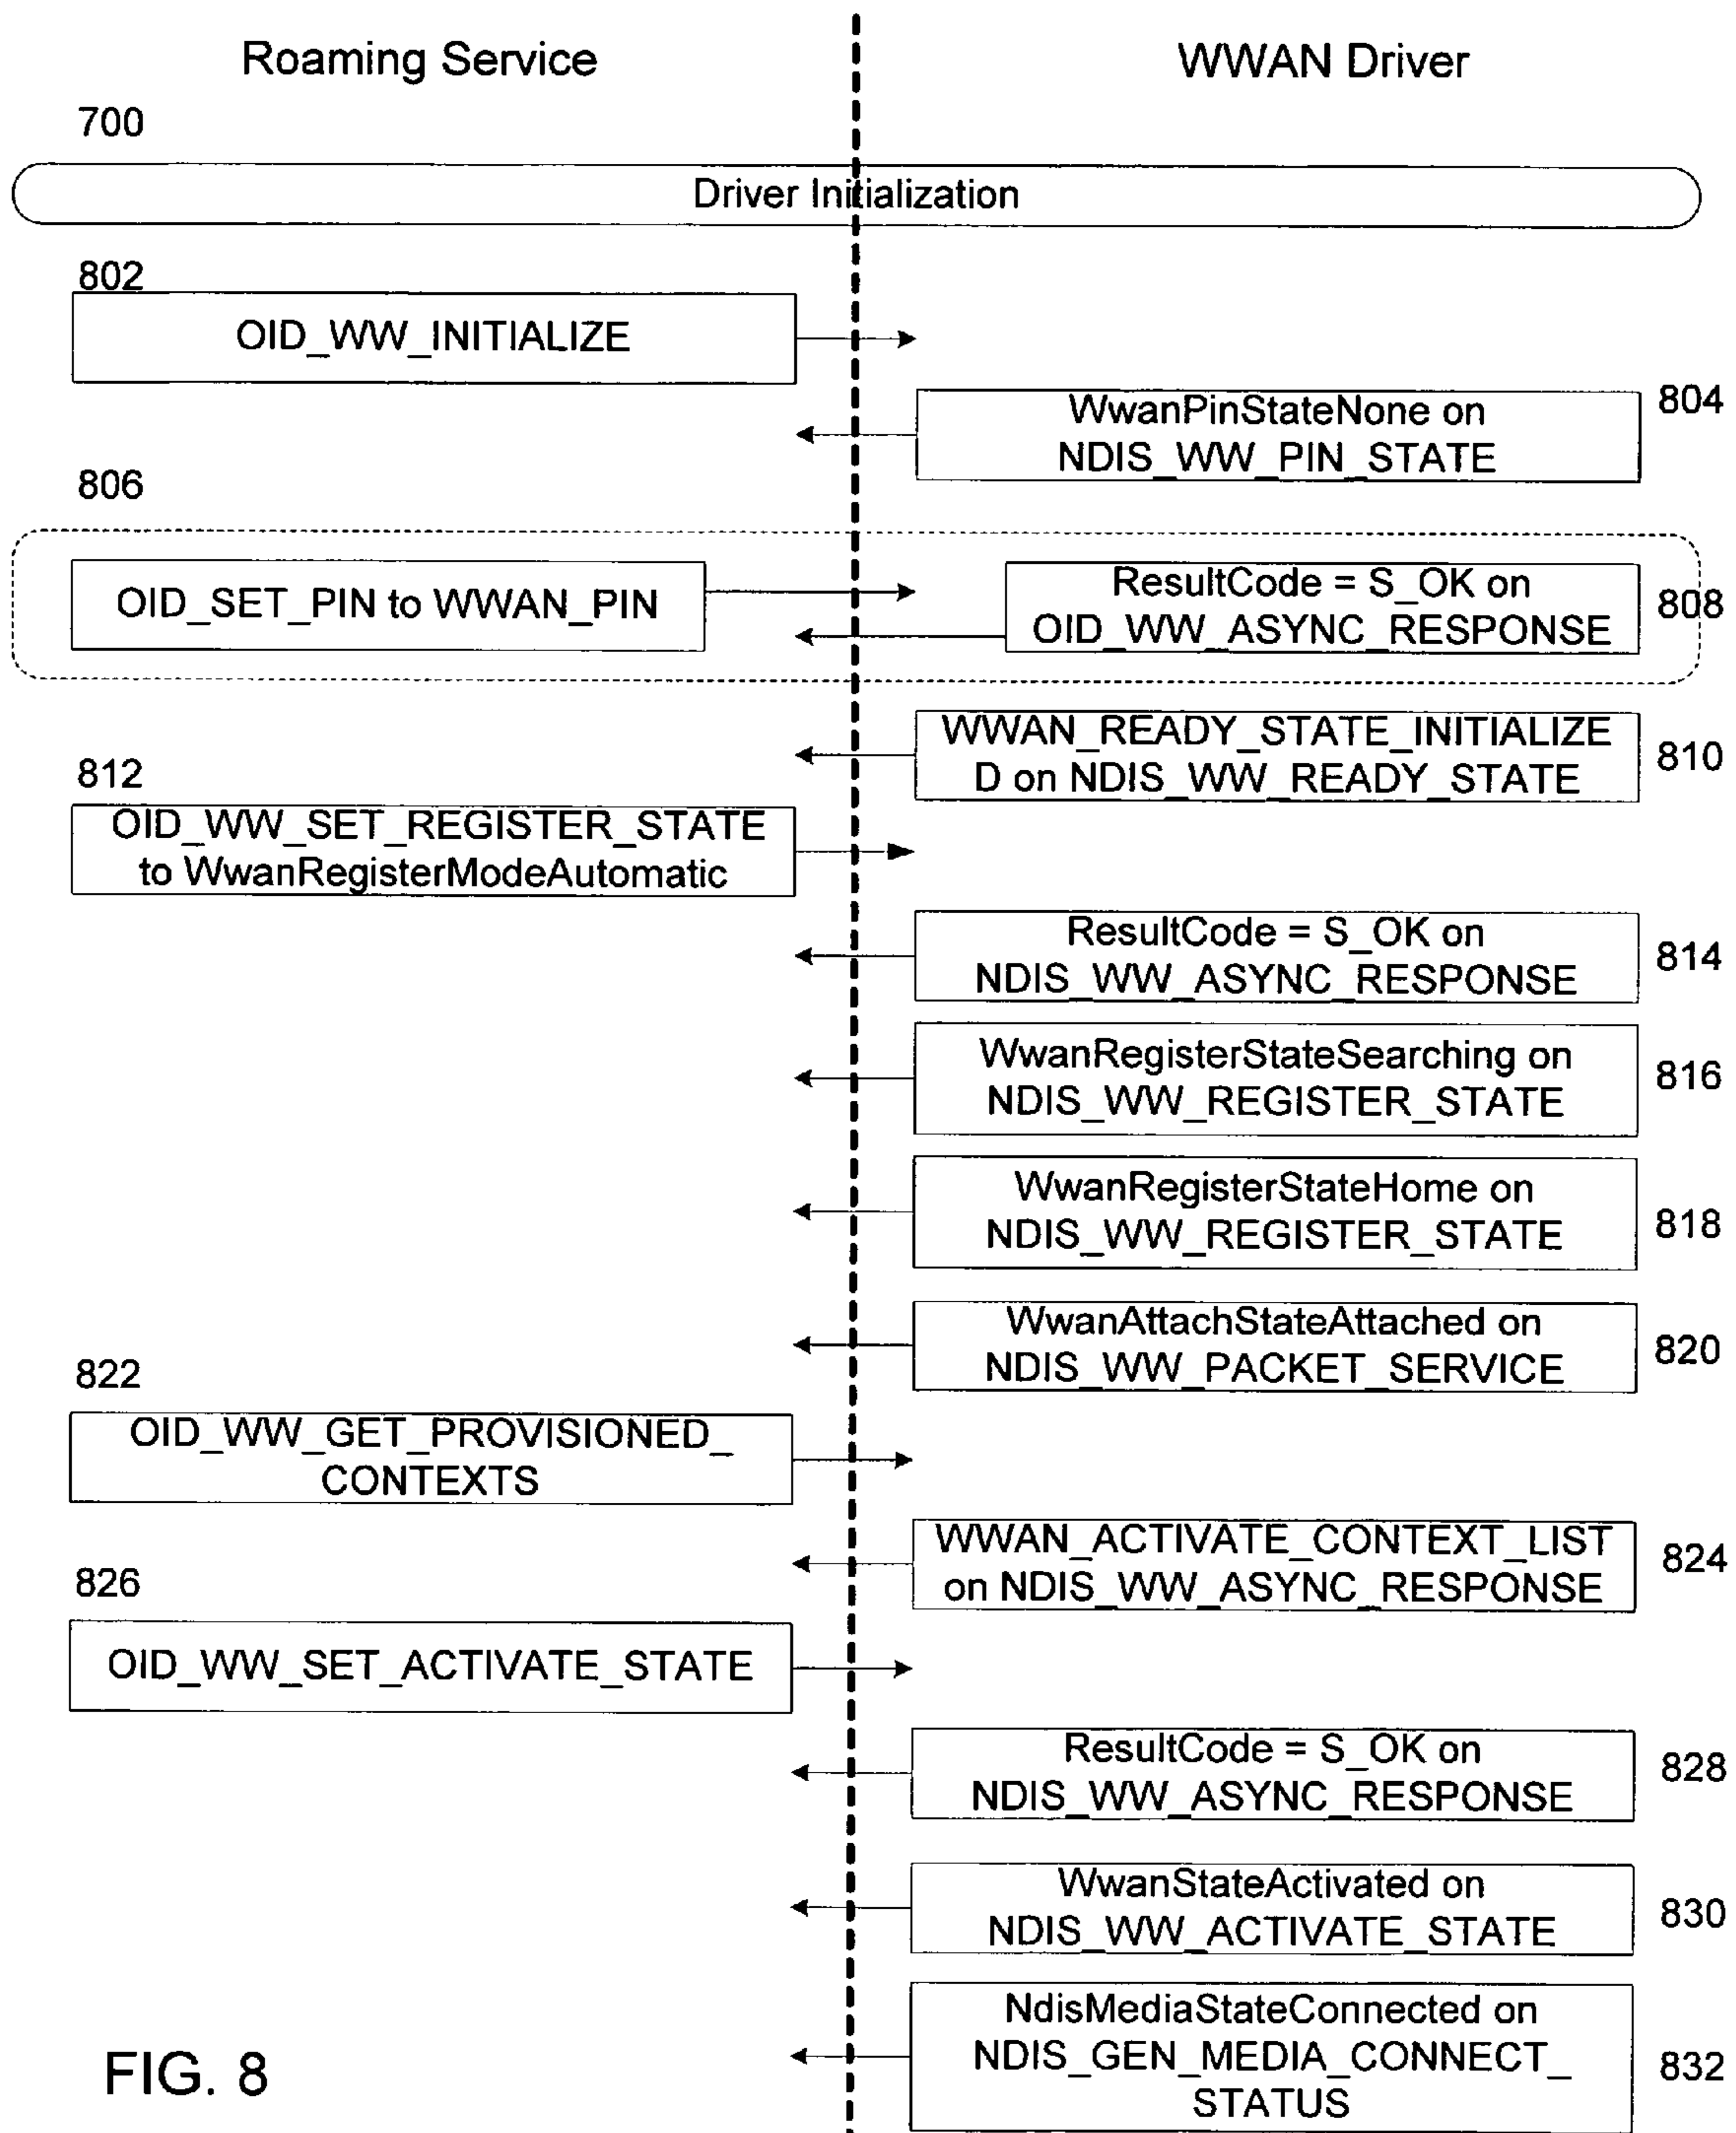 Roaming Service
WWAN Driver
700
Driver Initialization
802
OID_WW_INITIALIZE
WwanPinStateNone on
NDIS_WW_PIN_STATE
804
806
OID_SET_PIN to WWAN_PIN
ResultCode = S_OK on
OID_WW_ASYNC_RESPONSE
808
WWAN_READY_STATE_INITIALIZE
D on NDIS_WW_READY_STATE
810
812
OID_WW_SET_REGISTER_STATE
to WwanRegisterModeAutomatic
ResultCode = S_OK on
NDIS_WW_ASYNC_RESPONSE
814
WwanRegisterStateSearching on
NDIS_WW_REGISTER_STATE
816
WwanRegisterStateHome on
NDIS_WW_REGISTER_STATE
818
WwanAttachStateAttached on
NDIS_WW_PACKET_SERVICE
820
822
OID_WW_GET_PROVISIONED_
CONTEXTS
WWAN_ACTIVATE_CONTEXT_LIST
on NDIS_WW_ASYNC_RESPONSE
824
826
OID_WW_SET_ACTIVATE_STATE
ResultCode = S_OK on
NDIS_WW_ASYNC_RESPONSE
828
WwanStateActivated on
NDIS_WW_ACTIVATE_STATE
830
NdisMediaStateConnected on
NDIS_GEN_MEDIA_CONNECT_
STATUS
832
FIG. 8